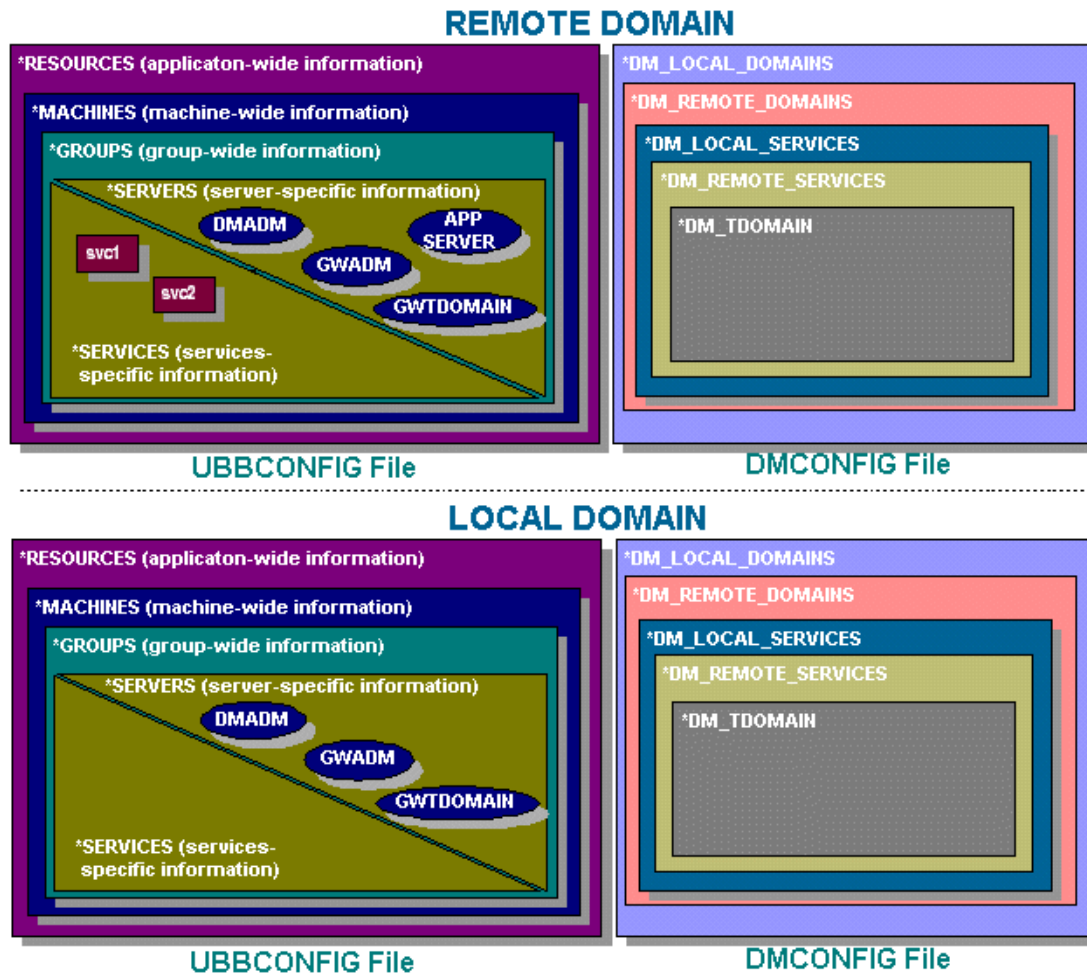 REMOTE DOMAIN
*RESOURCES (applicaton-wide information)
*MACHINES (machine-wide information)
*GROUPS (group-wide information)
*SERVERS (server-specific information)
DMADM
APP
SERVER
GWADM
GWTDOMAIN
svc1
svc2
*SERVICES (services-
specific information)
UBBCONFIG File
*DM_LOCAL_DOMAINS
*DM_REMOTE_DOMAINS
*DM_LOCAL_SERVICES
*DM_REMOTE_SERVICES
*DM_TDOMAIN
DMCONFIG File
LOCAL DOMAIN
*RESOURCES (applicaton-wide information)
*MACHINES (machine-wide information)
*GROUPS (group-wide information)
*SERVERS (server-specific information)
DMADM
GWADM
GWTDOMAIN
*SERVICES (services-
specific information)
UBBCONFIG File
*DM_LOCAL_DOMAINS
*DM_REMOTE_DOMAINS
*DM_LOCAL_SERVICES
*DM_REMOTE_SERVICES
*DM_TDOMAIN
DMCONFIG File